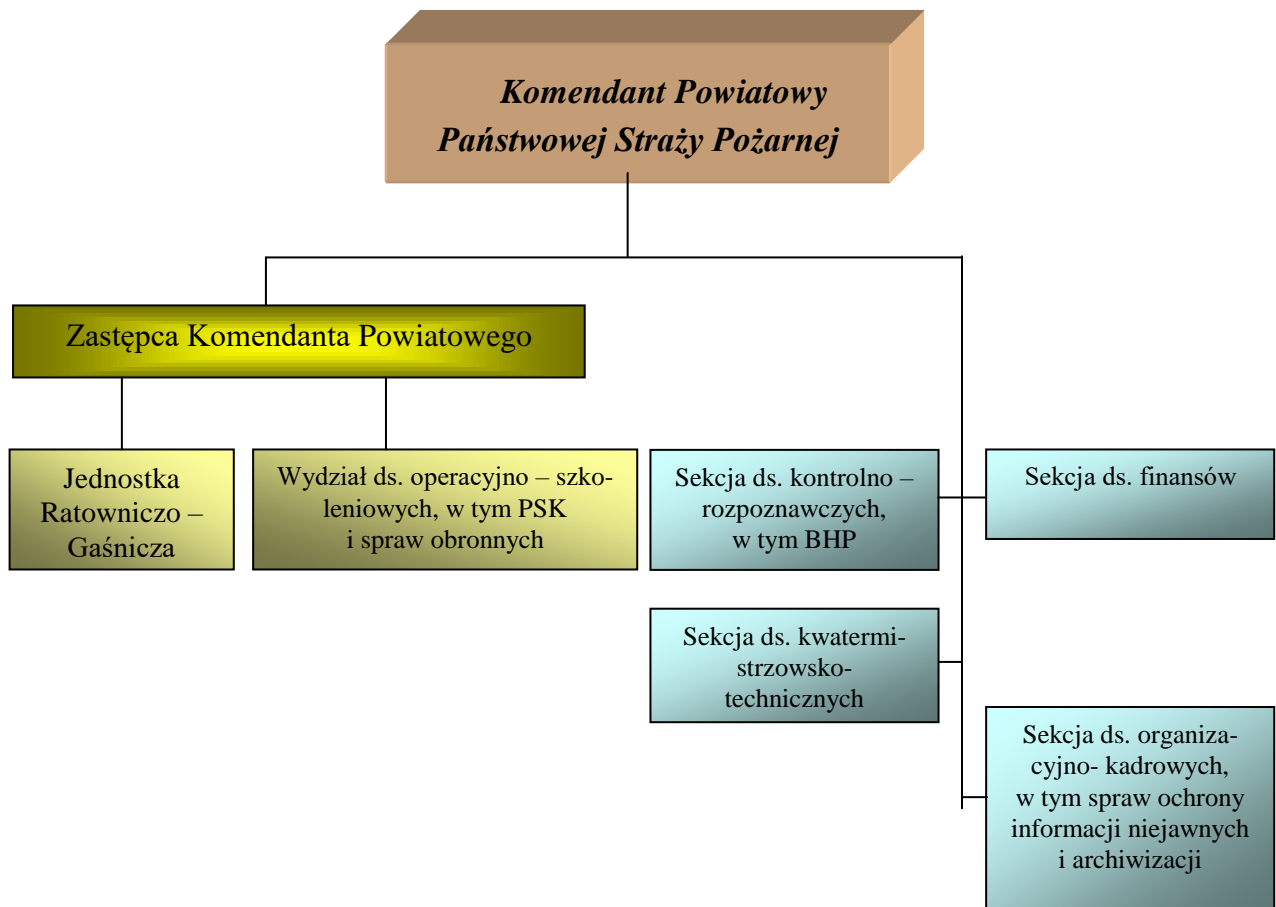 Komendant Powiatowy
Państwowej Straży Pożarnej
Zastępca Komendanta Powiatowego
Jednostka
Ratowniczo –
Gaśnicza
Wydział ds. operacyjno – szko-
leniowych, w tym PSK
i spraw obronnych
Sekcja ds. kontrolno –
rozpoznawczych,
w tym BHP
Sekcja ds. finansów
Sekcja ds. kwatermi-
strzowsko-
technicznych
Sekcja ds. organiza-
cyjno- kadrowych,
w tym spraw ochrony
informacji niejawnych
i archiwizacji